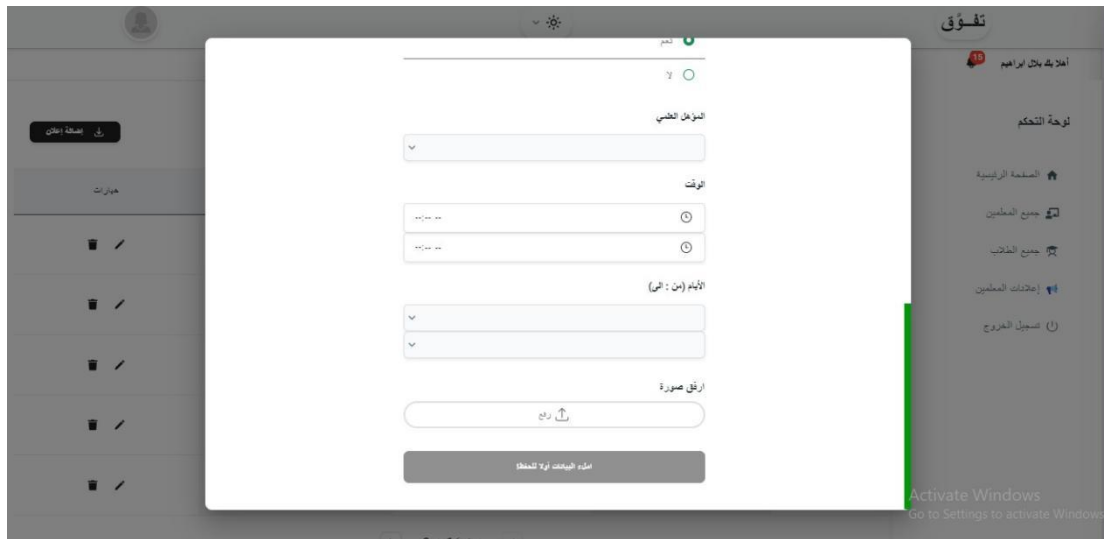 تفـــوَّق
أهلا بك بلال ابراهيم
15
لوحة التحكم
الصفحة الرئيسية
جميع المعلمين
جميع الطلاب
إعلانات المعلمين
تسجيل الخروج
إضافة إعلان
خيارات
نعم
لا
المؤهل العلمي
الوقت
--:-- --
--:-- --
الأيام (من : الى)
ارفق صورة
رفع
املء البيانات أولا للحفظ!
Activate Windows
Go to Settings to activate Windows